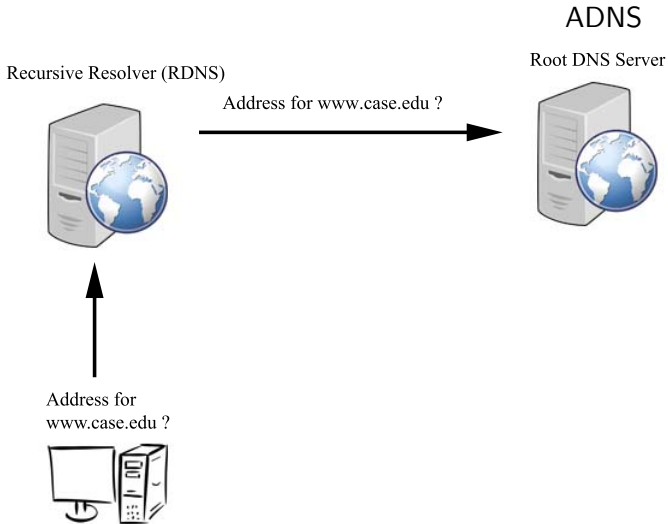 ADNS
Root DNS Server
Recursive Resolver (RDNS)
Address for www.case.edu ?
Address for
www.case.edu ?